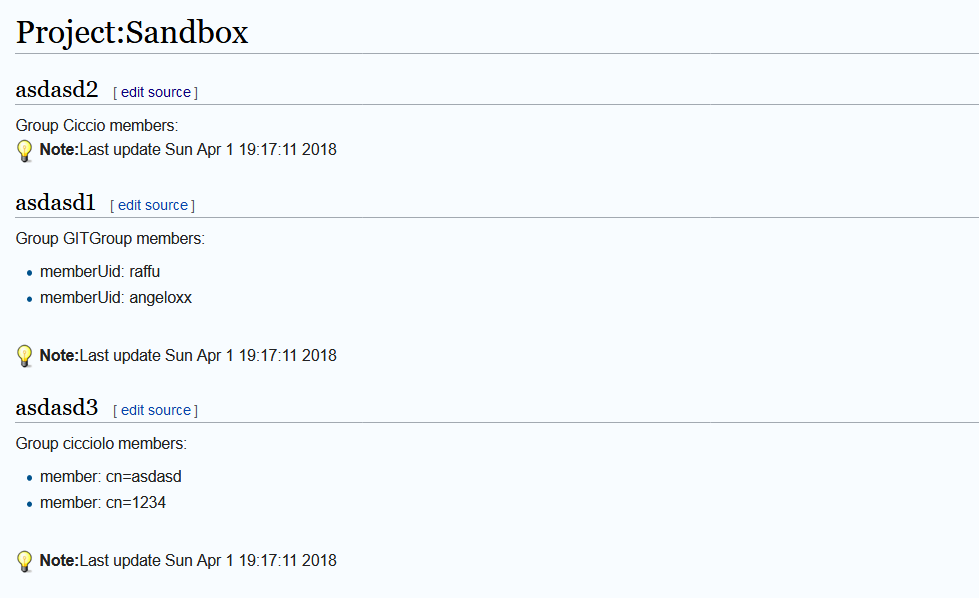 Project:Sandbox
asdasd2 [ edit source ]
Group Ciccio members:
Note:Last update Sun Apr 1 19:17:11 2018
asdasd1 [ edit source ]
Group GITGroup members:
memberUid: raffu
memberUid: angeloxx
Note:Last update Sun Apr 1 19:17:11 2018
asdasd3 [ edit source ]
Group cicciolo members:
member: cn=asdasd
member: cn=1234
Note:Last update Sun Apr 1 19:17:11 2018